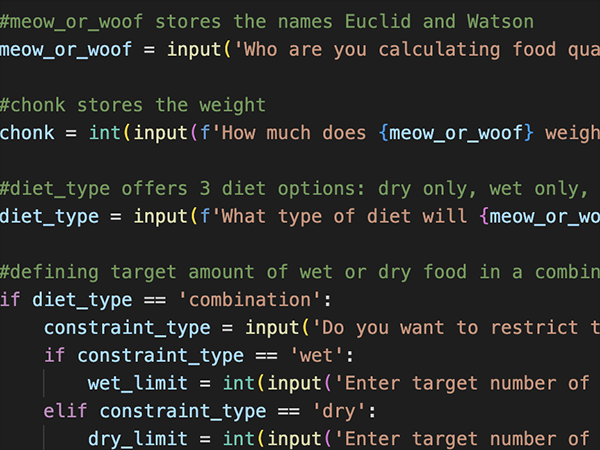 #meow_or_woof stores the names Euclid and Watson
meow_or_woof = input('Who are you calculating food qua
#chonk stores the weight
chonk = int(input(f'How much does {meow_or_woof} weigh
#diet_type offers 3 diet options: dry only, wet only,
diet_type = input(f'What type of diet will {meow_or_wo
#defining target amount of wet or dry food in a combin
if diet_type == 'combination':
    constraint_type = input('Do you want to restrict t
    if constraint_type == 'wet':
        wet_limit = int(input('Enter target number of
    elif constraint_type == 'dry':
        dry_limit = int(input('Enter target number of